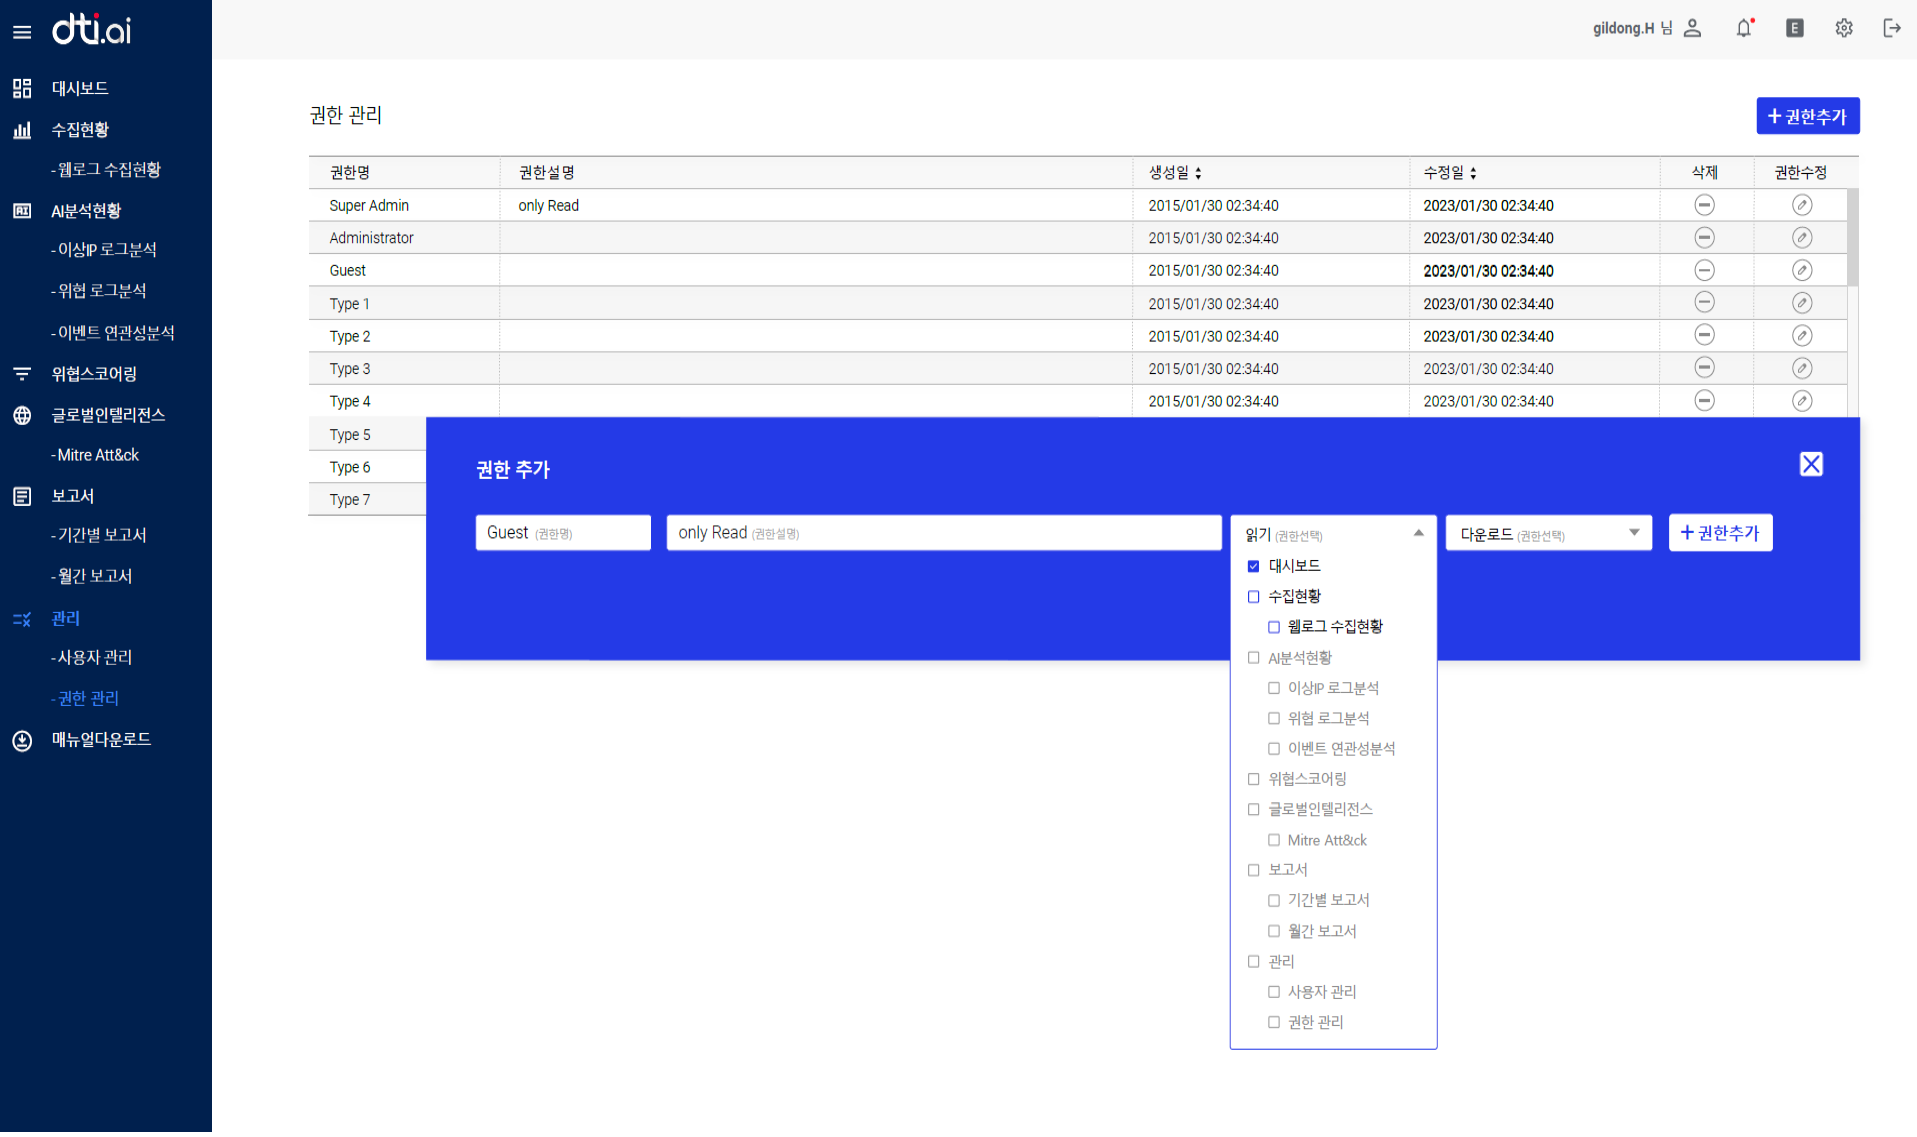 dti.ai
gildong.H 님
E
대시보드
수집현황
-웹로그 수집현황
AI분석현황
-이상IP 로그분석
-위협 로그분석
-이벤트 연관성분석
위협스코어링
글로벌인텔리전스
-Mitre Att&ck
보고서
-기간별 보고서
-월간 보고서
관리
-사용자 관리
-권한 관리
매뉴얼다운로드
권한 관리
+권한추가
권한명 권한설명 생성일 수정일 삭제 권한수정
Super Admin only Read 2015/01/30 02:34:40 2023/01/30 02:34:40
Administrator 2015/01/30 02:34:40 2023/01/30 02:34:40
Guest 2015/01/30 02:34:40 2023/01/30 02:34:40
Type 1 2015/01/30 02:34:40 2023/01/30 02:34:40
Type 2 2015/01/30 02:34:40 2023/01/30 02:34:40
Type 3 2015/01/30 02:34:40 2023/01/30 02:34:40
Type 4 2015/01/30 02:34:40 2023/01/30 02:34:40
Type 5
Type 6
Type 7
권한 추가
Guest (권한명) only Read (권한설명) 읽기 (권한선택) 다운로드 (권한선택) +권한추가
대시보드
수집현황
웹로그 수집현황
AI분석현황
이상IP 로그분석
위협 로그분석
이벤트 연관성분석
위협스코어링
글로벌인텔리전스
Mitre Att&ck
보고서
기간별 보고서
월간 보고서
관리
사용자 관리
권한 관리